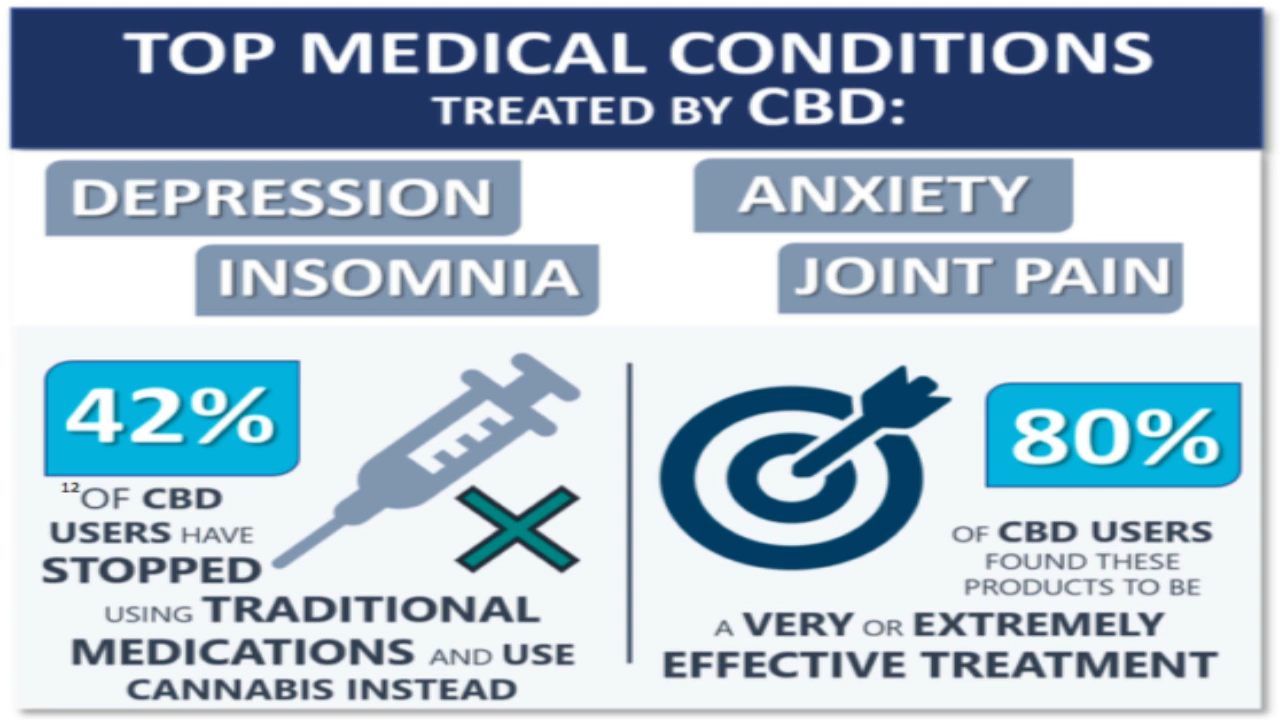 TOP MEDICAL CONDITIONS
TREATED BY CBD:
DEPRESSION
ANXIETY
INSOMNIA
JOINT PAIN
42%
12OF CBD
USERS HAVE
STOPPED
USING TRADITIONAL
MEDICATIONS AND USE
CANNABIS INSTEAD
80%
OF CBD USERS
FOUND THESE
PRODUCTS TO BE
A VERY OR EXTREMELY
EFFECTIVE TREATMENT